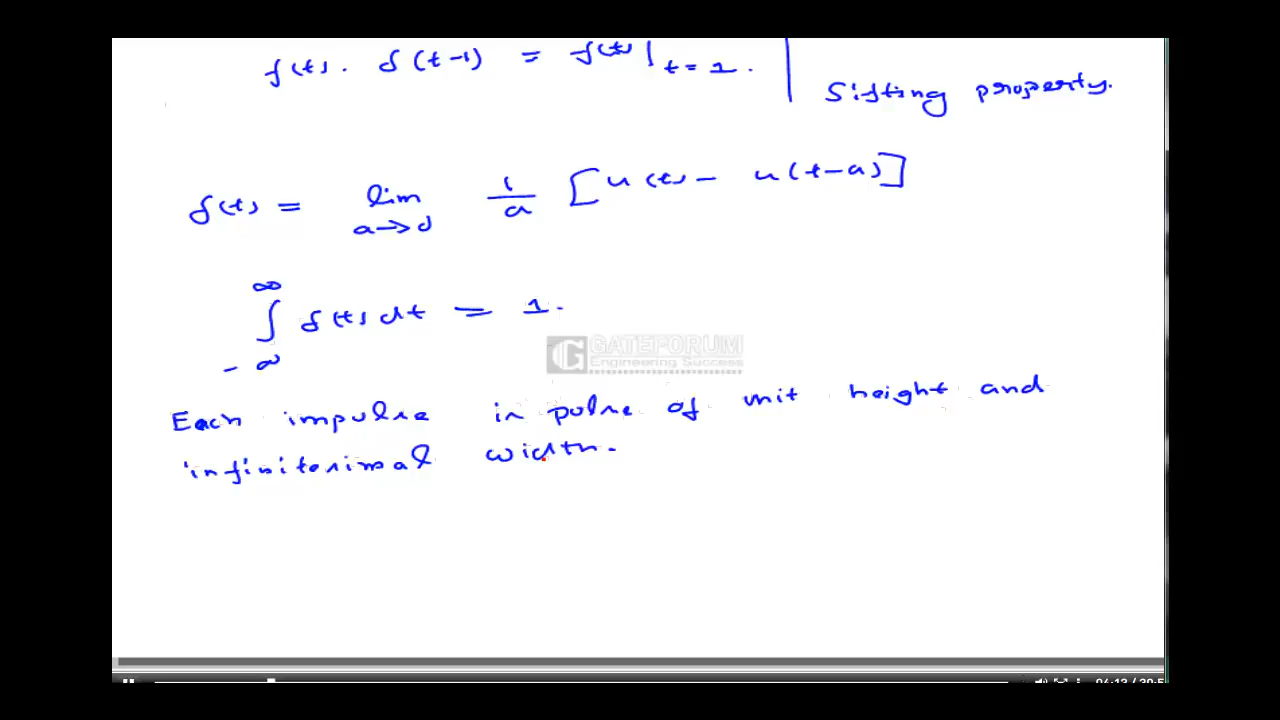 f(t). δ(t-1) = f(t)|t=1.
Sifting property.
δ(t) = lim a→0 1/a [u(t) - u(t-a)]
∫ -∞ ∞ δ(t) dt = 1.
GATEFORUM
Engineering Success
Each impulse is pulse of unit height and
infinitesimal width.